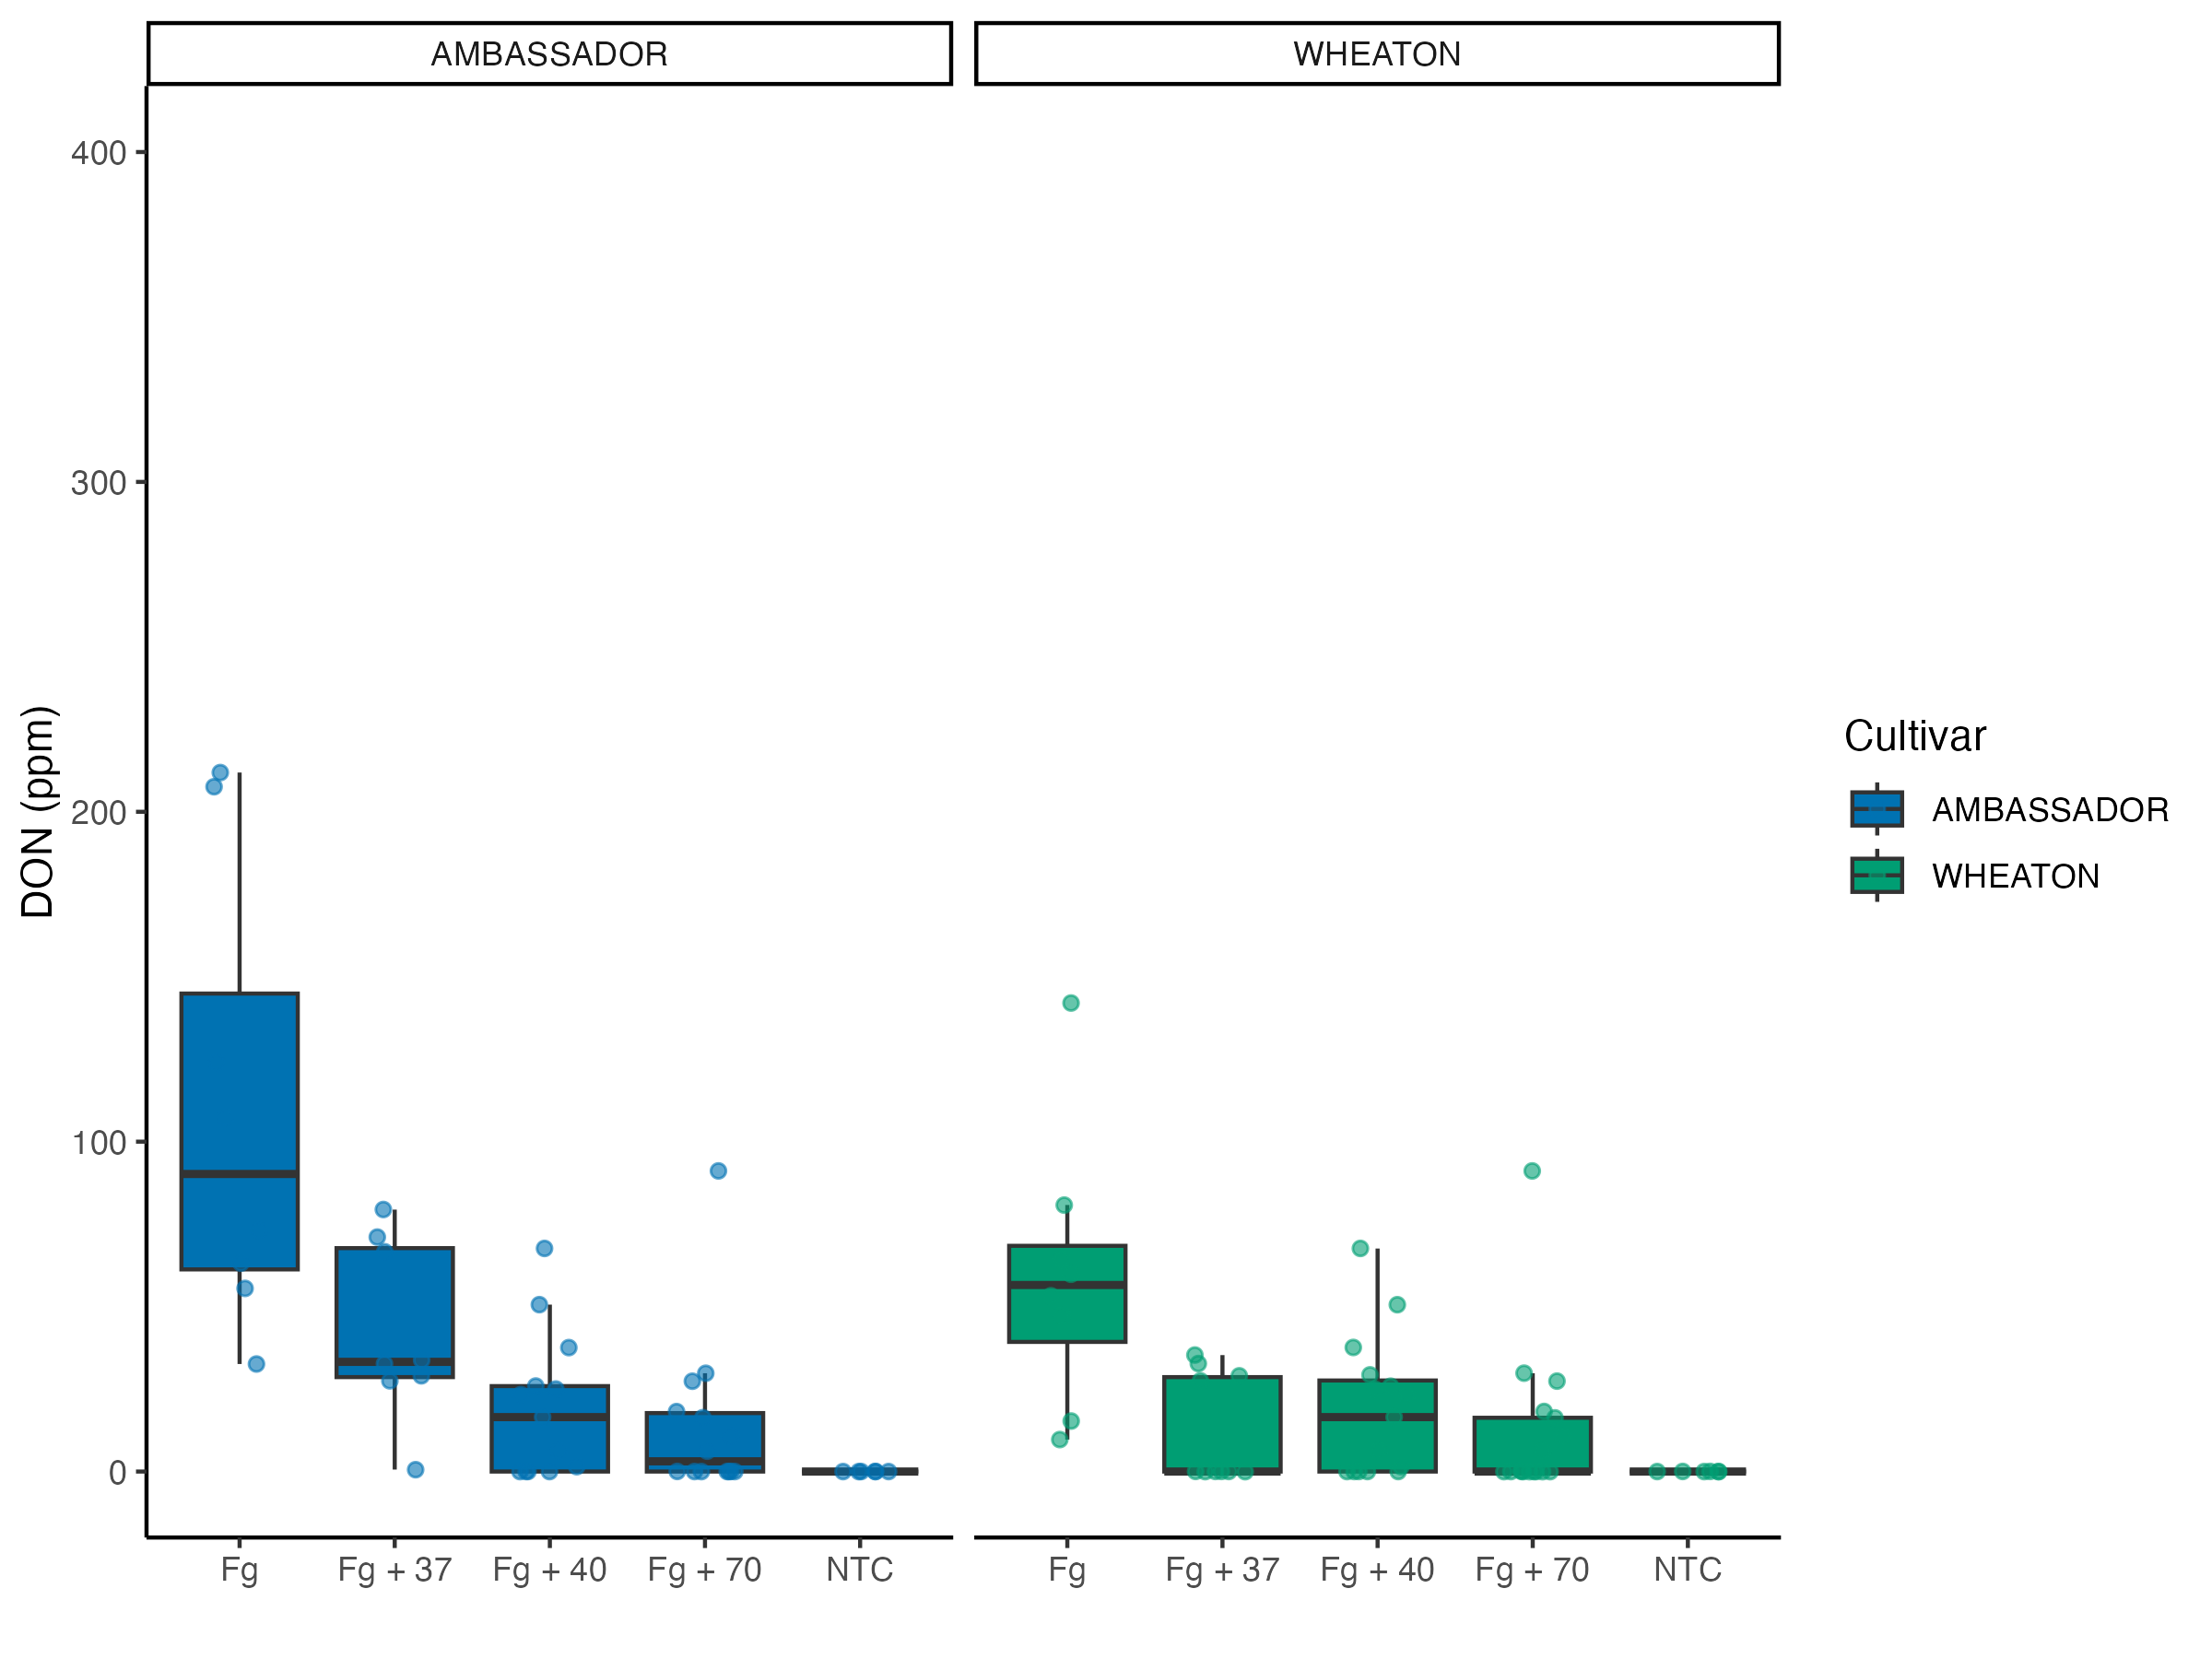 AMBASSADOR
WHEATON
400
300
200
100
0
DON (ppm)
Fg
Fg + 37
Fg + 40
Fg + 70
NTC
Fg
Fg + 37
Fg + 40
Fg + 70
NTC
Cultivar
AMBASSADOR
WHEATON